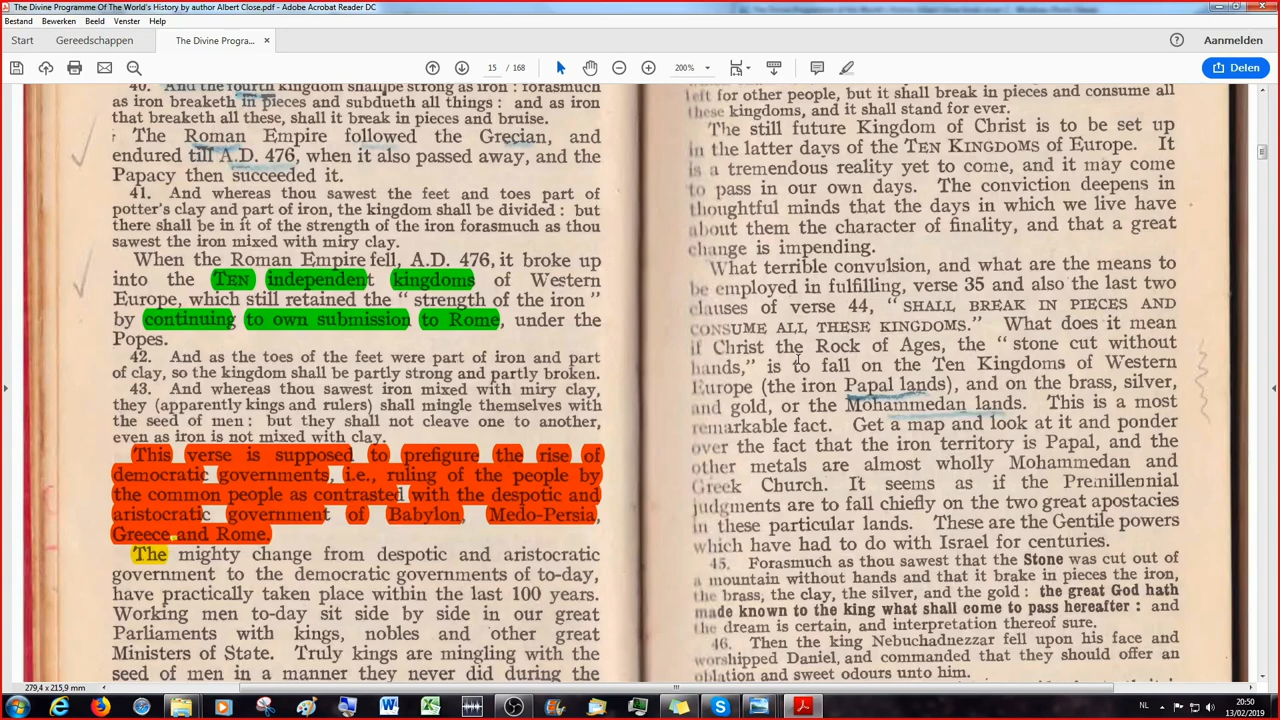 The Divine Programme Of The World's History by author Albert Close.pdf - Adobe Acrobat Reader DC
Bestand Bewerken Beeld Venster Help
Start Gereedschappen The Divine Progra... × Aanmelden
15 / 168 200% Delen
40. And the fourth kingdom shall be strong as iron: forasmuch
as iron breaketh in pieces and subdueth all things: and as iron
that breaketh all these, shall it break in pieces and bruise.
The Roman Empire followed the Grecian, and
endured till A.D. 476, when it also passed away, and the
Papacy then succeeded it.
41. And whereas thou sawest the feet and toes part of
potter's clay and part of iron, the kingdom shall be divided: but
there shall be in it of the strength of the iron forasmuch as thou
sawest the iron mixed with miry clay.
When the Roman Empire fell, A.D. 476, it broke up
into the TEN independent kingdoms of Western
Europe, which still retained the "strength of the iron"
by continuing to own submission to Rome, under the
Popes.
42. And as the toes of the feet were part of iron and part
of clay, so the kingdom shall be partly strong and partly broken.
43. And whereas thou sawest iron mixed with miry clay,
they (apparently kings and rulers) shall mingle themselves with
the seed of men: but they shall not cleave one to another,
even as iron is not mixed with clay.
This verse is supposed to prefigure the rise of
democratic governments, i.e., ruling of the people by
the common people as contrasted with the despotic and
aristocratic government of Babylon, Medo-Persia,
Greece and Rome.
The mighty change from despotic and aristocratic
government to the democratic governments of to-day,
have practically taken place within the last 100 years.
Working men to-day sit side by side in our great
Parliaments with kings, nobles and other great
Ministers of State. Truly kings are mingling with the
seed of men in a manner they never did during the
left for other people, but it shall break in pieces and consume all
these kingdoms, and it shall stand for ever.
The still future Kingdom of Christ is to be set up
in the latter days of the TEN KINGDOMS of Europe. It
is a tremendous reality yet to come, and it may come
to pass in our own days. The conviction deepens in
thoughtful minds that the days in which we live have
about them the character of finality, and that a great
change is impending.
What terrible convulsion, and what are the means to
be employed in fulfilling, verse 35 and also the last two
clauses of verse 44, "SHALL BREAK IN PIECES AND
CONSUME ALL THESE KINGDOMS." What does it mean
if Christ the Rock of Ages, the "stone cut without
hands," is to fall on the Ten Kingdoms of Western
Europe (the iron Papal lands), and on the brass, silver,
and gold, or the Mohammedan lands. This is a most
remarkable fact. Get a map and look at it and ponder
over the fact that the iron territory is Papal, and the
other metals are almost wholly Mohammedan and
Greek Church. It seems as if the Premillennial
judgments are to fall chiefly on the two great apostacies
in these particular lands. These are the Gentile powers
which have had to do with Israel for centuries.
45. Forasmuch as thou sawest that the Stone was cut out of
a mountain without hands and that it brake in pieces the iron,
the brass, the clay, the silver, and the gold: the great God hath
made known to the king what shall come to pass hereafter: and
the dream is certain, and interpretation thereof sure.
46. Then the king Nebuchadnezzar fell upon his face and
worshipped Daniel, and commanded that they should offer an
oblation and sweet odours unto him.
279,4 x 215,9 mm
NL 20:50
13/02/2019